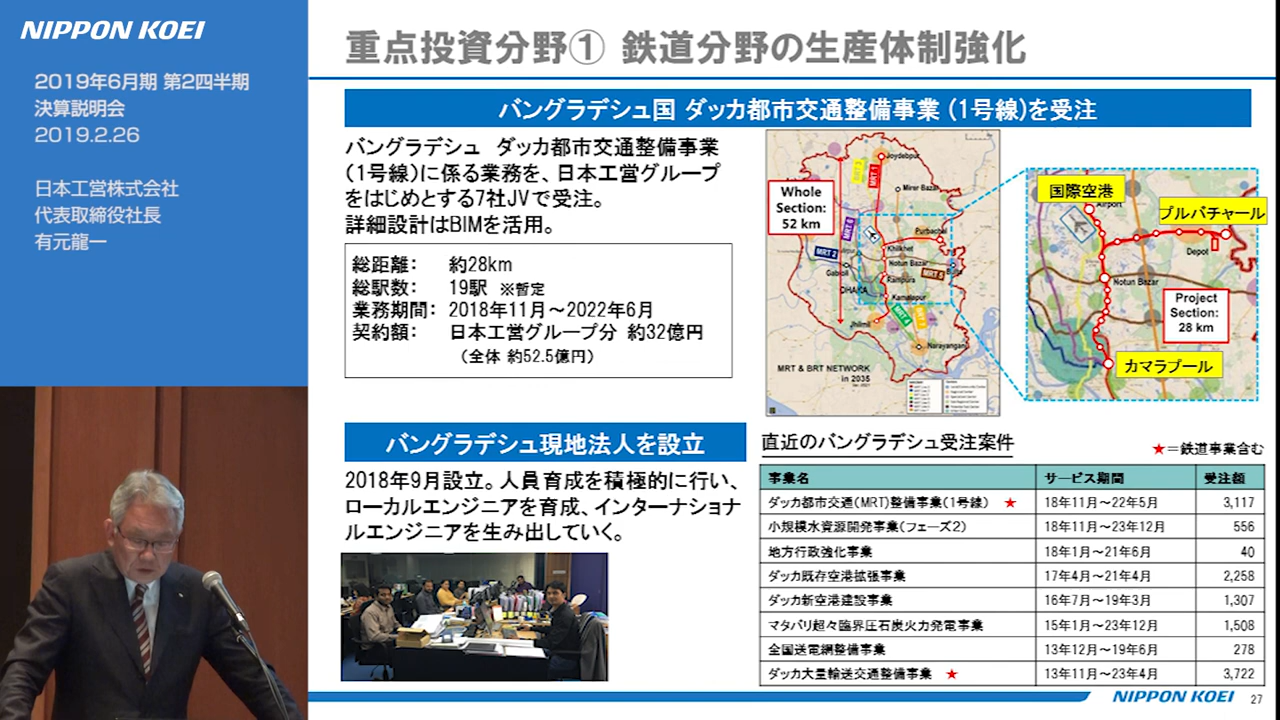 NIPPON KOEI
2019年6月期 第2四半期
決算説明会
2019.2.26
日本工営株式会社
代表取締役社長
有元龍一
重点投資分野① 鉄道分野の生産体制強化
バングラデシュ国 ダッカ都市交通整備事業 (1号線)を受注
バングラデシュ ダッカ都市交通整備事業
(1号線)に係る業務を、日本工営グループ
をはじめとする7社JVで受注。
詳細設計はBIMを活用。
総距離： 約28km
総駅数： 19駅 ※暫定
業務期間： 2018年11月～2022年6月
契約額： 日本工営グループ分 約32億円
（全体 約52.5億円）
Whole
Section:
52 km
Joydebpur
MRT 1
Mirer Bazar
MRT 6
Purbachal
Khilkhet
MRT 2
Notun Bazar
MRT 5
Gabtoli
Rampura
DHAKA
Kamalapur
Jhilmil
MRT 4
Narayanganj
MRT & BRT NETWORK
in 2035
国際空港
Airport
プルバチャール
Depot
Notun Bazar
Project
Section:
28 km
カマラプール
バングラデシュ現地法人を設立
2018年9月設立。人員育成を積極的に行い、
ローカルエンジニアを育成、インターナショナ
ルエンジニアを生み出していく。
直近のバングラデシュ受注案件
★＝鉄道事業含む
事業名 サービス期間 受注額
ダッカ都市交通(MRT)整備事業(1号線) ★ 18年11月～22年5月 3,117
小規模水資源開発事業(フェーズ2) 18年11月～23年12月 556
地方行政強化事業 18年1月～21年6月 40
ダッカ既存空港拡張事業 17年4月～21年4月 2,258
ダッカ新空港建設事業 16年7月～19年3月 1,307
マタバリ超々臨界圧石炭火力発電事業 15年1月～23年12月 1,508
全国送電網整備事業 13年12月～19年6月 278
ダッカ大量輸送交通整備事業 ★ 13年11月～23年4月 3,722
NIPPON KOEI 27